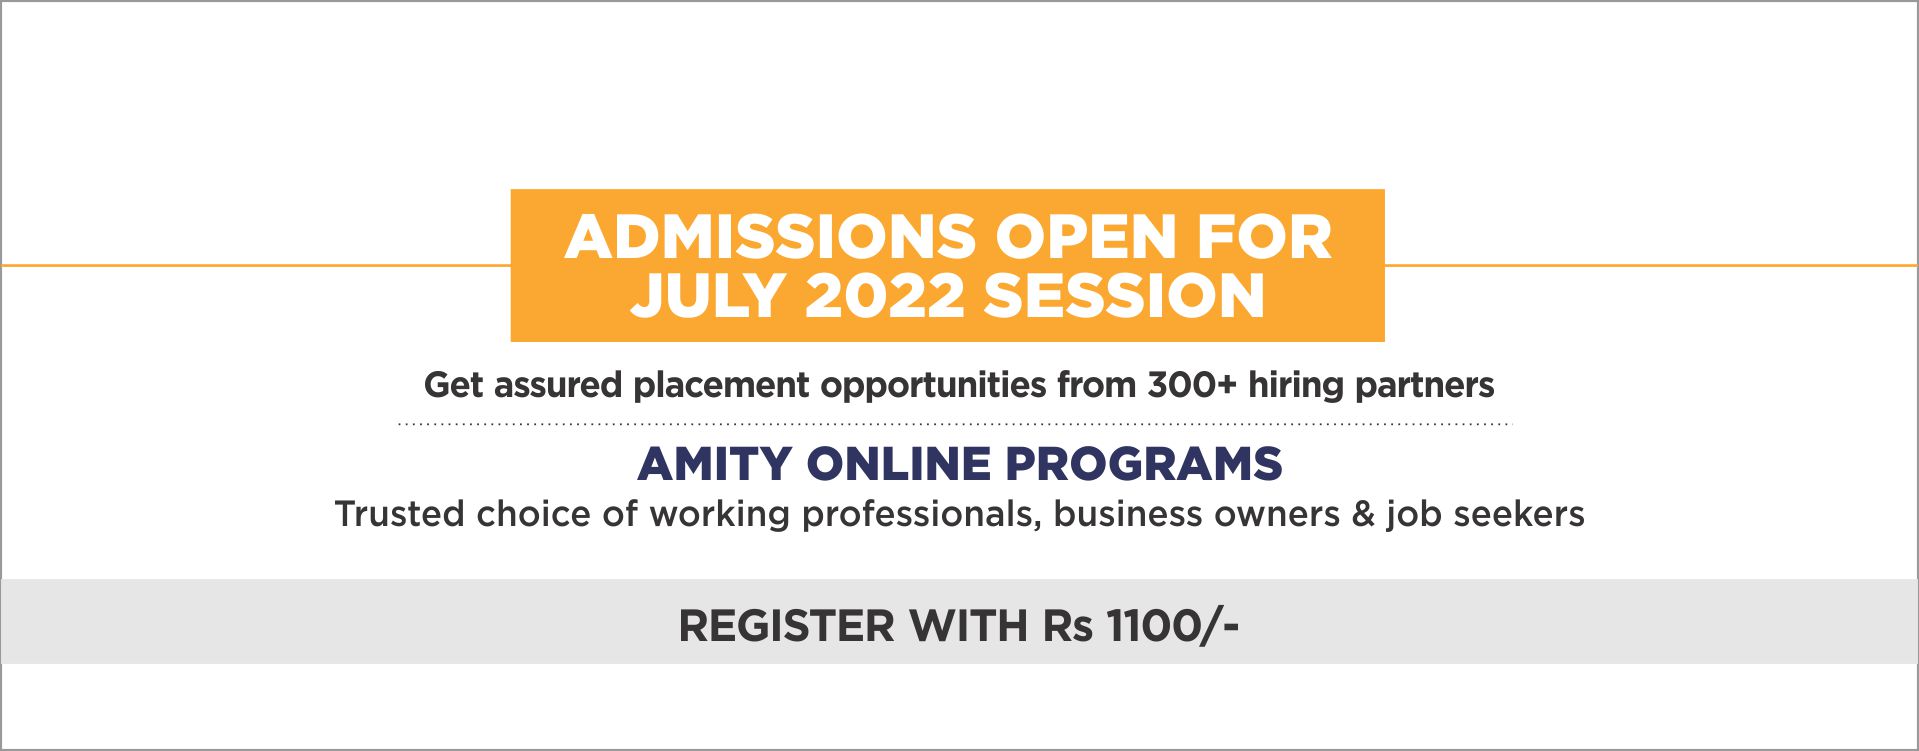 ADMISSIONS OPEN FOR
JULY 2022 SESSION
Get assured placement opportunities from 300+ hiring partners
AMITY ONLINE PROGRAMS
Trusted choice of working professionals, business owners & job seekers
REGISTER WITH Rs 1100/-